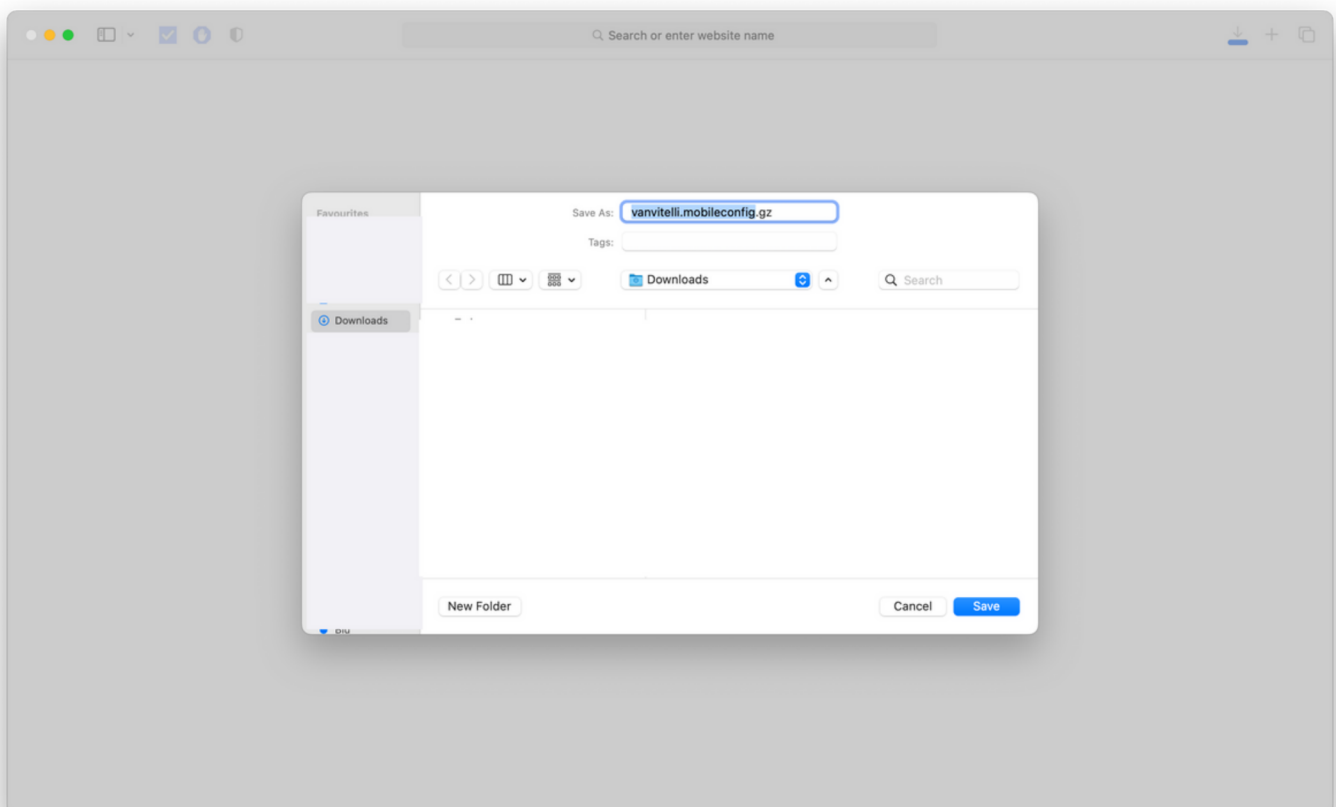 Search or enter website name
Favourites
Save As: vanvitelli.mobileconfig.gz
Tags:
Downloads
Search
Downloads
New Folder
Cancel
Save